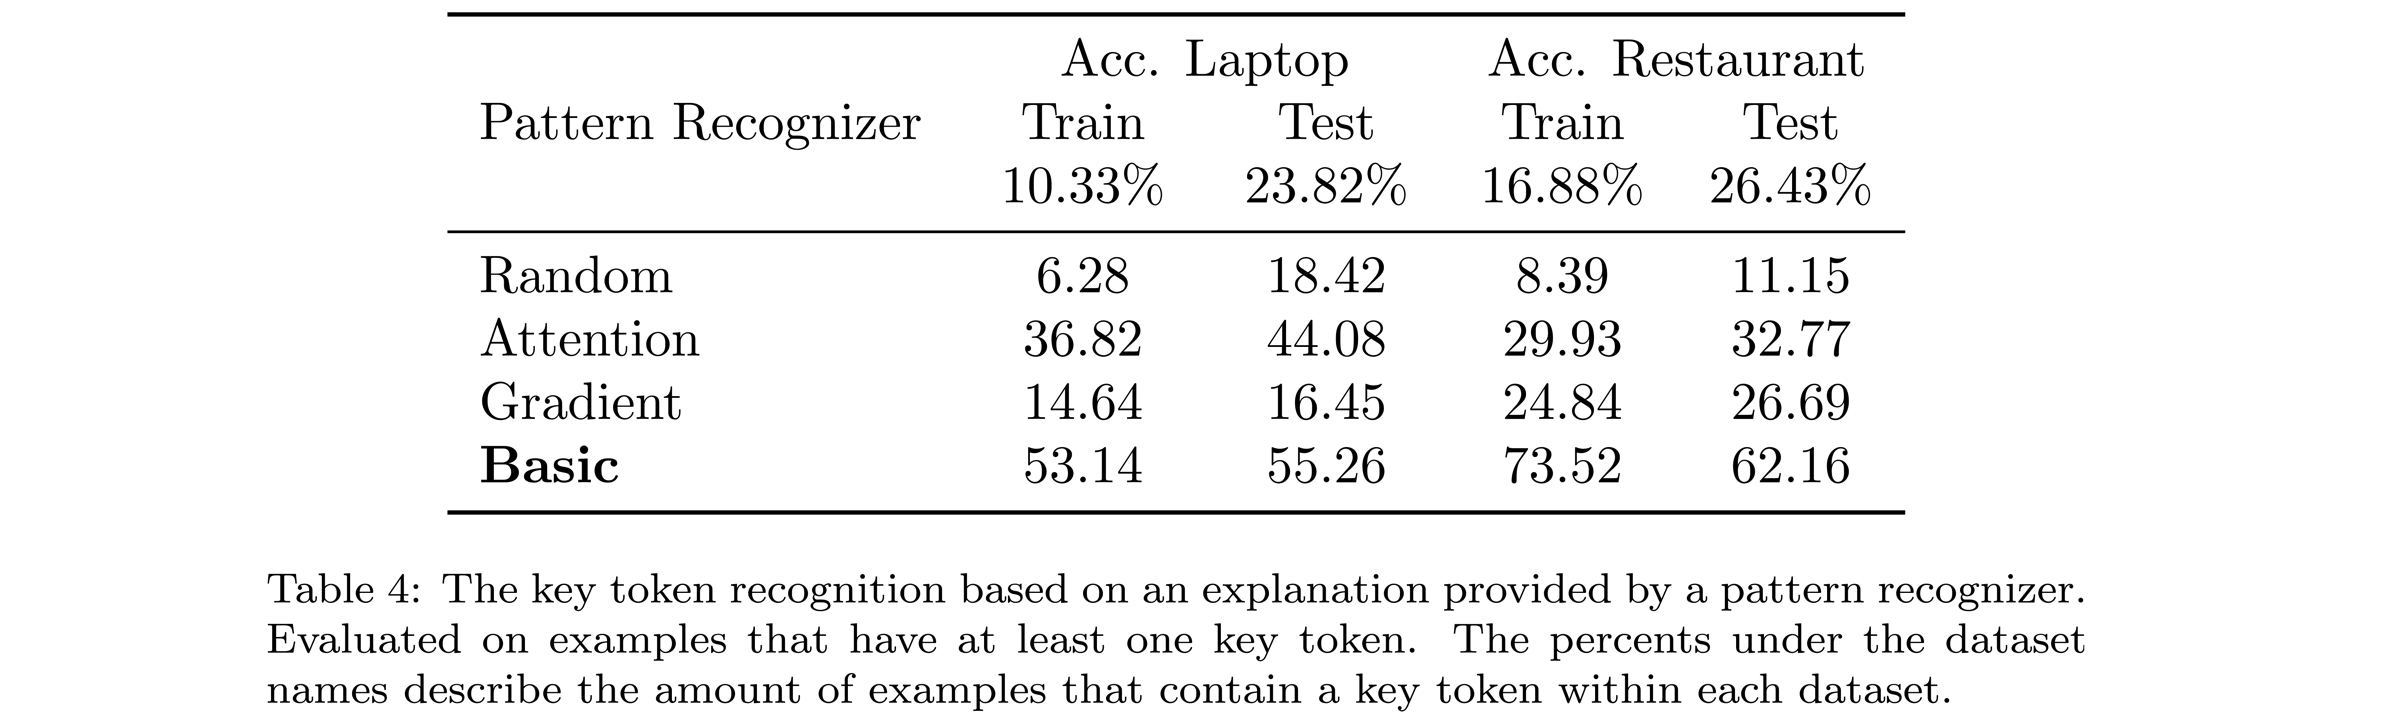 Acc. Laptop Acc. Restaurant
Pattern Recognizer Train Test Train Test
10.33% 23.82% 16.88% 26.43%
Random 6.28 18.42 8.39 11.15
Attention 36.82 44.08 29.93 32.77
Gradient 14.64 16.45 24.84 26.69
Basic 53.14 55.26 73.52 62.16
Table 4: The key token recognition based on an explanation provided by a pattern recognizer.
Evaluated on examples that have at least one key token. The percents under the dataset
names describe the amount of examples that contain a key token within each dataset.